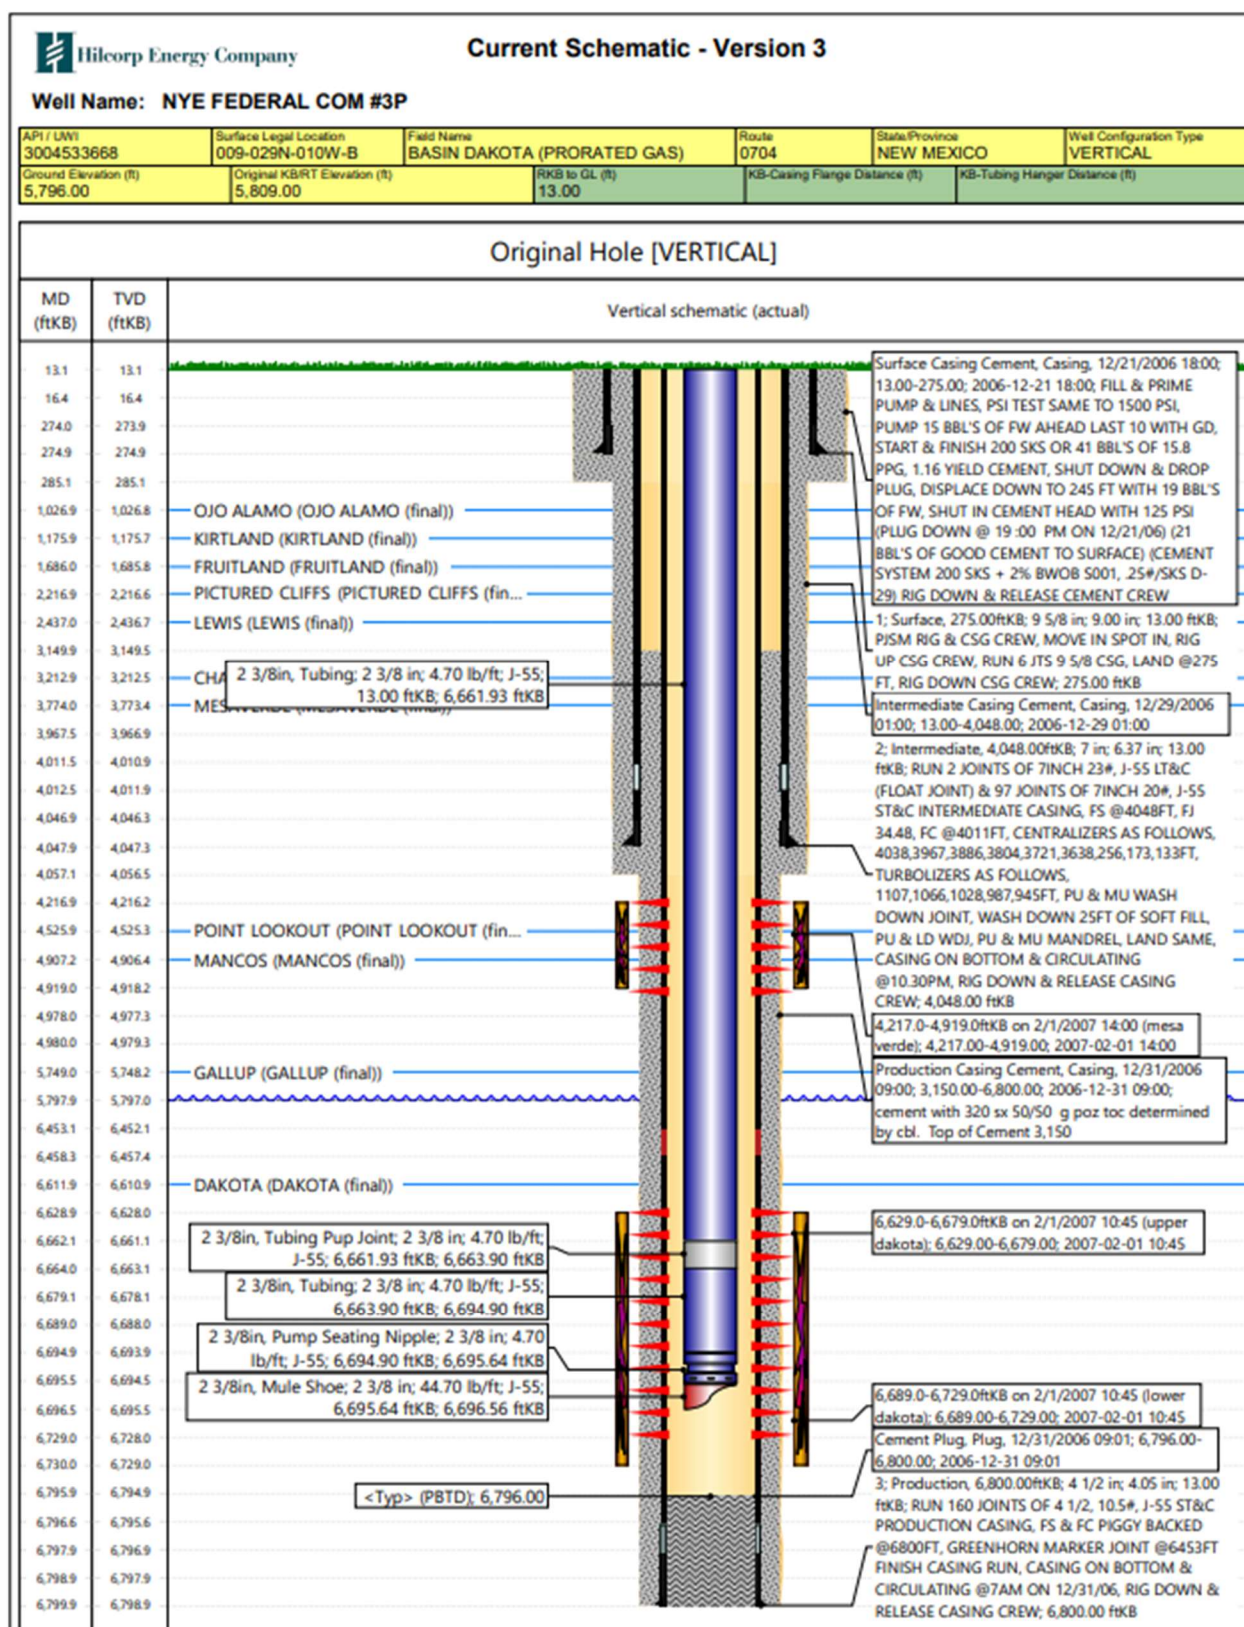 Hilcorp Energy Company
Current Schematic - Version 3
Well Name: NYE FEDERAL COM #3P
API / UWI
3004533668
Surface Legal Location
009-029N-010W-B
Field Name
BASIN DAKOTA (PRORATED GAS)
Route
0704
State/Province
NEW MEXICO
Well Configuration Type
VERTICAL
Ground Elevation (ft)
5,796.00
Original KB/RT Elevation (ft)
5,809.00
RKB to GL (ft)
13.00
KB-Casing Flange Distance (ft)
KB-Tubing Hanger Distance (ft)
Original Hole [VERTICAL]
MD
(ftKB)
TVD
(ftKB)
Vertical schematic (actual)
13.1 13.1
16.4 16.4
274.0 273.9
274.9 274.9
285.1 285.1
1,026.9 1,026.8
1,175.9 1,175.7
1,686.0 1,685.8
2,216.9 2,216.6
2,437.0 2,436.7
3,149.9 3,149.5
3,212.9 3,212.5
3,774.0 3,773.4
3,967.5 3,966.9
4,011.5 4,010.9
4,012.5 4,011.9
4,046.9 4,046.3
4,047.9 4,047.3
4,057.1 4,056.5
4,216.9 4,216.2
4,525.9 4,525.3
4,907.2 4,906.4
4,919.0 4,918.2
4,978.0 4,977.3
4,980.0 4,979.3
5,749.0 5,748.2
5,797.9 5,797.0
6,453.1 6,452.1
6,458.3 6,457.4
6,611.9 6,610.9
6,628.9 6,628.0
6,662.1 6,661.1
6,664.0 6,663.1
6,679.1 6,678.1
6,689.0 6,688.0
6,694.9 6,693.9
6,695.5 6,694.5
6,696.5 6,695.5
6,729.0 6,728.0
6,730.0 6,729.0
6,795.9 6,794.9
6,796.6 6,795.6
6,797.9 6,796.9
6,798.9 6,797.9
6,799.9 6,798.9
OJO ALAMO (OJO ALAMO (final))
KIRTLAND (KIRTLAND (final))
FRUITLAND (FRUITLAND (final))
PICTURED CLIFFS (PICTURED CLIFFS (fin...
LEWIS (LEWIS (final))
CHA
2 3/8in, Tubing; 2 3/8 in; 4.70 lb/ft; J-55;
13.00 ftKB; 6,661.93 ftKB
MESAVERDE (MESAVERDE (final))
POINT LOOKOUT (POINT LOOKOUT (fin...
MANCOS (MANCOS (final))
GALLUP (GALLUP (final))
DAKOTA (DAKOTA (final))
2 3/8in, Tubing Pup Joint; 2 3/8 in; 4.70 lb/ft;
J-55; 6,661.93 ftKB; 6,663.90 ftKB
2 3/8in, Tubing; 2 3/8 in; 4.70 lb/ft; J-55;
6,663.90 ftKB; 6,694.90 ftKB
2 3/8in, Pump Seating Nipple; 2 3/8 in; 4.70
lb/ft; J-55; 6,694.90 ftKB; 6,695.64 ftKB
2 3/8in, Mule Shoe; 2 3/8 in; 44.70 lb/ft; J-55;
6,695.64 ftKB; 6,696.56 ftKB
<Typ> (PBTD); 6,796.00
Surface Casing Cement, Casing, 12/21/2006 18:00;
13.00-275.00; 2006-12-21 18:00; FILL & PRIME
PUMP & LINES, PSI TEST SAME TO 1500 PSI,
PUMP 15 BBL'S OF FW AHEAD LAST 10 WITH GD,
START & FINISH 200 SKS OR 41 BBL'S OF 15.8
PPG, 1.16 YIELD CEMENT, SHUT DOWN & DROP
PLUG, DISPLACE DOWN TO 245 FT WITH 19 BBL'S
OF FW, SHUT IN CEMENT HEAD WITH 125 PSI
(PLUG DOWN @ 19 :00 PM ON 12/21/06) (21
BBL'S OF GOOD CEMENT TO SURFACE) (CEMENT
SYSTEM 200 SKS + 2% BWOB S001, .25#/SKS D-
29) RIG DOWN & RELEASE CEMENT CREW
1; Surface, 275.00ftKB; 9 5/8 in; 9.00 in; 13.00 ftKB;
PJSM RIG & CSG CREW, MOVE IN SPOT IN, RIG
UP CSG CREW, RUN 6 JTS 9 5/8 CSG, LAND @275
FT, RIG DOWN CSG CREW; 275.00 ftKB
Intermediate Casing Cement, Casing, 12/29/2006
01:00; 13.00-4,048.00; 2006-12-29 01:00
2; Intermediate, 4,048.00ftKB; 7 in; 6.37 in; 13.00
ftKB; RUN 2 JOINTS OF 7INCH 23#, J-55 LT&C
(FLOAT JOINT) & 97 JOINTS OF 7INCH 20#, J-55
ST&C INTERMEDIATE CASING, FS @4048FT, FJ
34.48, FC @4011FT, CENTRALIZERS AS FOLLOWS,
4038,3967,3886,3804,3721,3638,256,173,133FT,
TURBOLIZERS AS FOLLOWS,
1107,1066,1028,987,945FT, PU & MU WASH
DOWN JOINT, WASH DOWN 25FT OF SOFT FILL,
PU & LD WDJ, PU & MU MANDREL, LAND SAME,
CASING ON BOTTOM & CIRCULATING
@10.30PM, RIG DOWN & RELEASE CASING
CREW; 4,048.00 ftKB
4,217.0-4,919.0ftKB on 2/1/2007 14:00 (mesa
verde); 4,217.00-4,919.00; 2007-02-01 14:00
Production Casing Cement, Casing, 12/31/2006
09:00; 3,150.00-6,800.00; 2006-12-31 09:00;
cement with 320 sx 50/50 g poz toc determined
by cbl. Top of Cement 3,150
6,629.0-6,679.0ftKB on 2/1/2007 10:45 (upper
dakota); 6,629.00-6,679.00; 2007-02-01 10:45
6,689.0-6,729.0ftKB on 2/1/2007 10:45 (lower
dakota); 6,689.00-6,729.00; 2007-02-01 10:45
Cement Plug, Plug, 12/31/2006 09:01; 6,796.00-
6,800.00; 2006-12-31 09:01
3; Production, 6,800.00ftKB; 4 1/2 in; 4.05 in; 13.00
ftKB; RUN 160 JOINTS OF 4 1/2, 10.5#, J-55 ST&C
PRODUCTION CASING, FS & FC PIGGY BACKED
@6800FT, GREENHORN MARKER JOINT @6453FT
FINISH CASING RUN, CASING ON BOTTOM &
CIRCULATING @7AM ON 12/31/06, RIG DOWN &
RELEASE CASING CREW; 6,800.00 ftKB